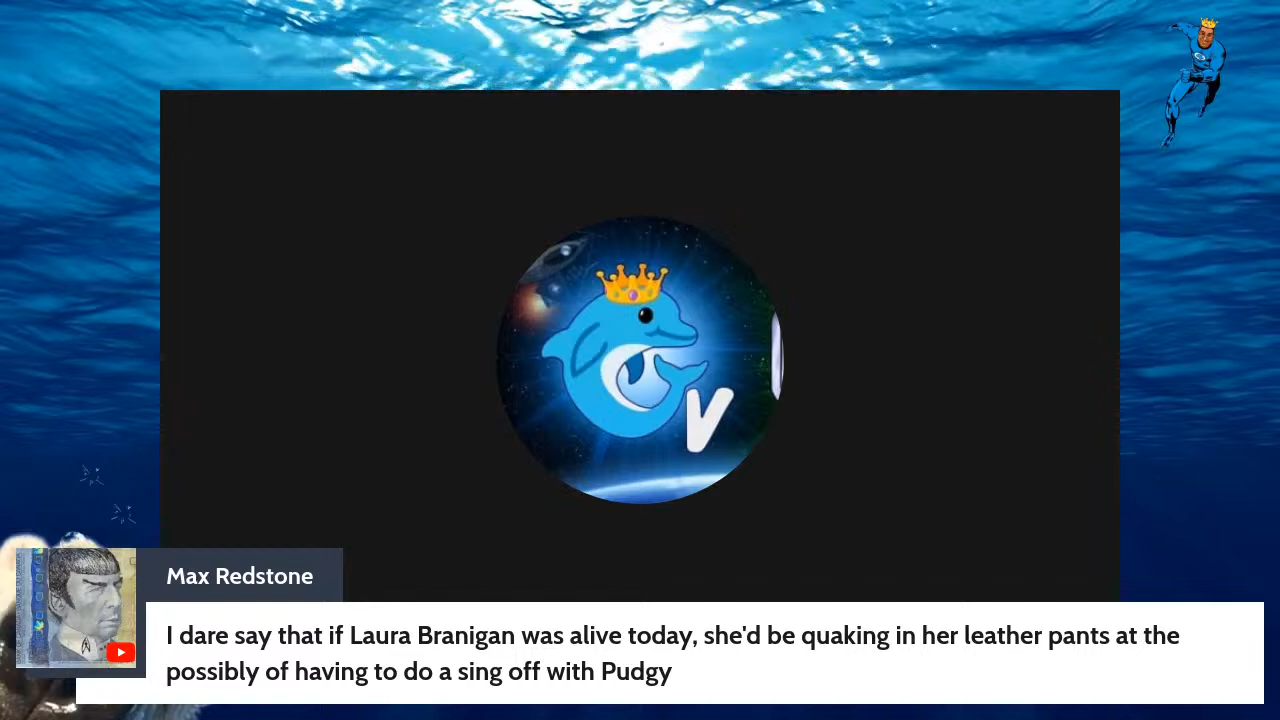 V
Max Redstone
I dare say that if Laura Branigan was alive today, she'd be quaking in her leather pants at the
possibly of having to do a sing off with Pudgy